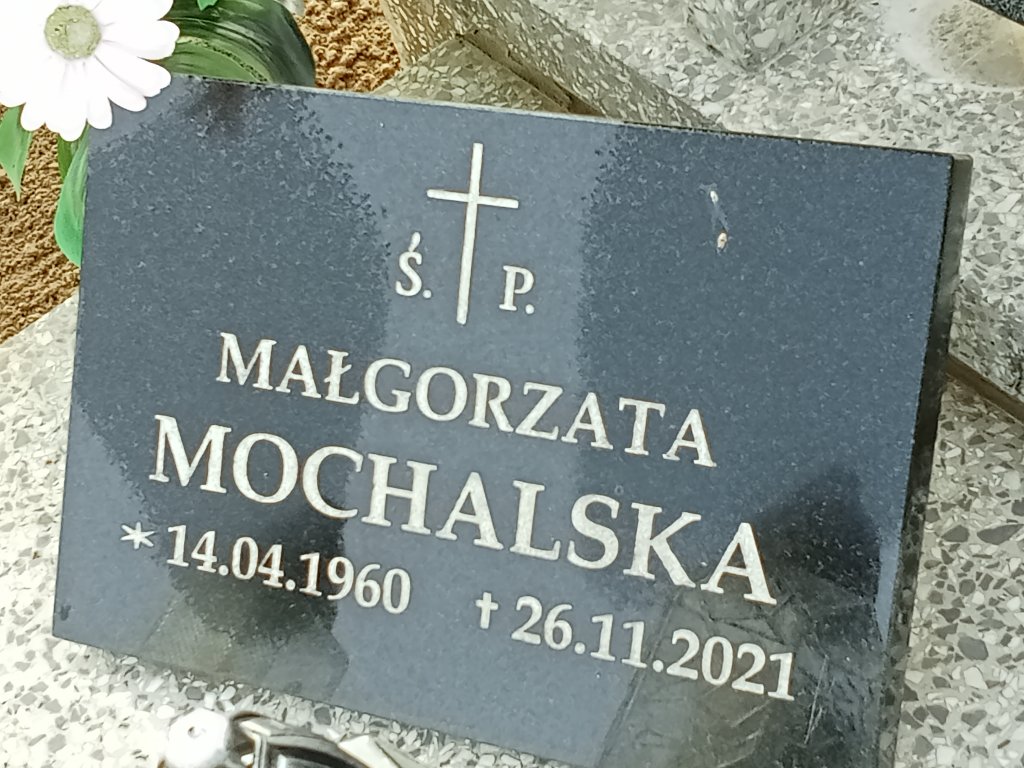 Ś. P.
MAŁGORZATA
MOCHALSKA
* 14.04.1960 † 26.11.2021